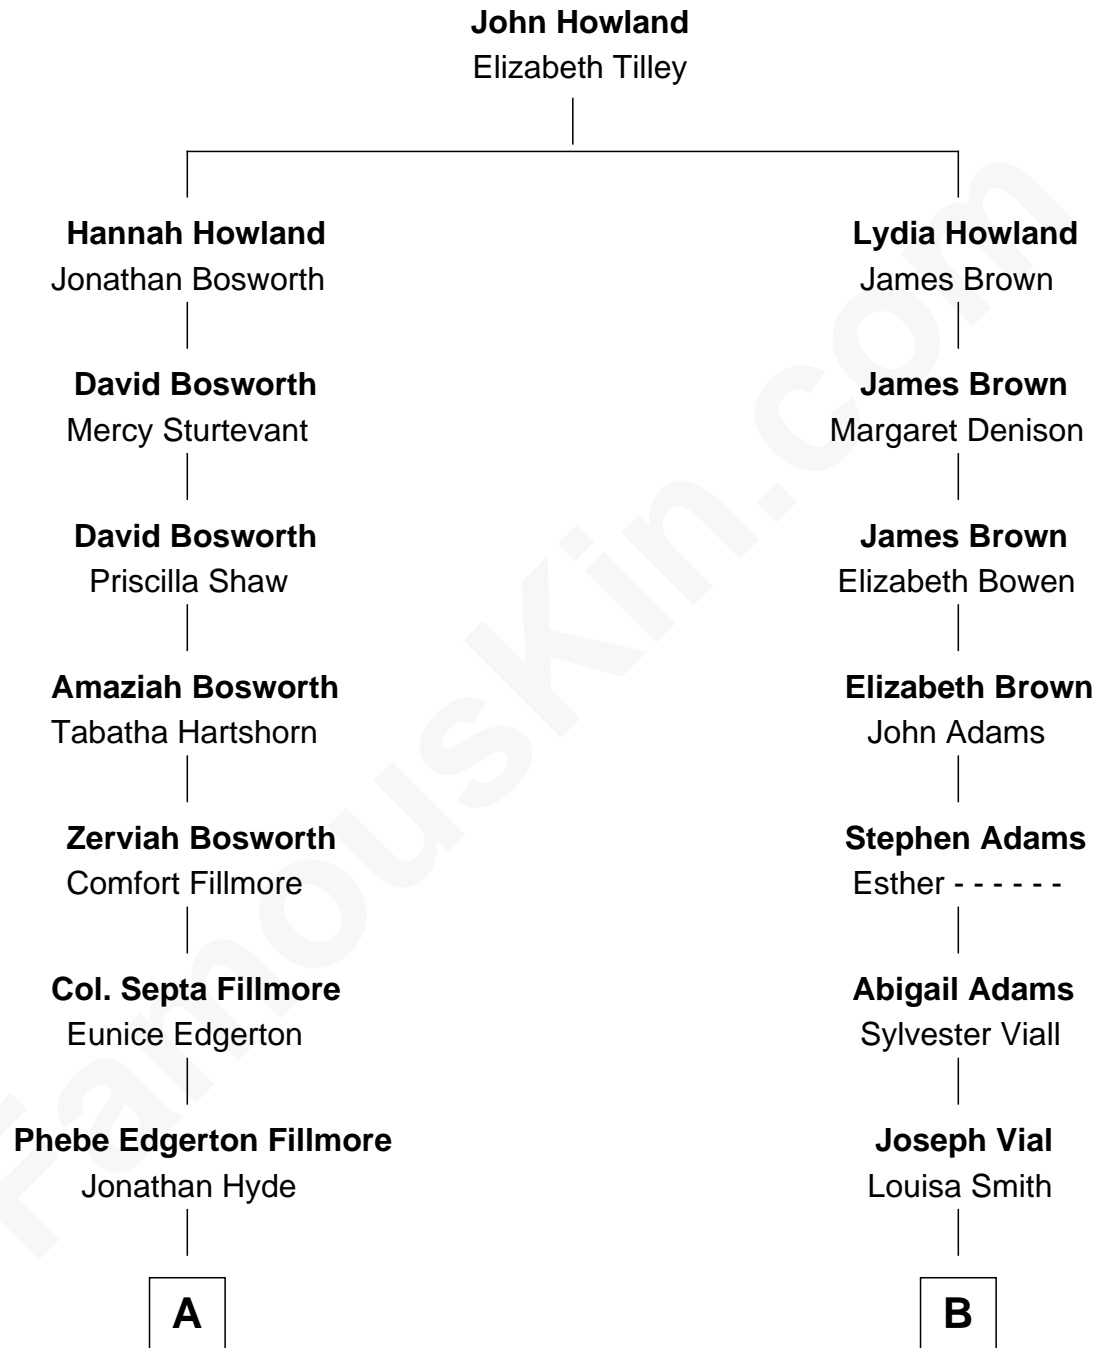 John Howland
Elizabeth Tilley
Hannah Howland
Jonathan Bosworth
Lydia Howland
James Brown
David Bosworth
Mercy Sturtevant
James Brown
Margaret Denison
David Bosworth
Priscilla Shaw
James Brown
Elizabeth Bowen
Amaziah Bosworth
Tabatha Hartshorn
Elizabeth Brown
John Adams
Zerviah Bosworth
Comfort Fillmore
Stephen Adams
Esther - - - - - -
Col. Septa Fillmore
Eunice Edgerton
Abigail Adams
Sylvester Viall
Phebe Edgerton Fillmore
Jonathan Hyde
Joseph Vial
Louisa Smith
A
B
FamousKin.com